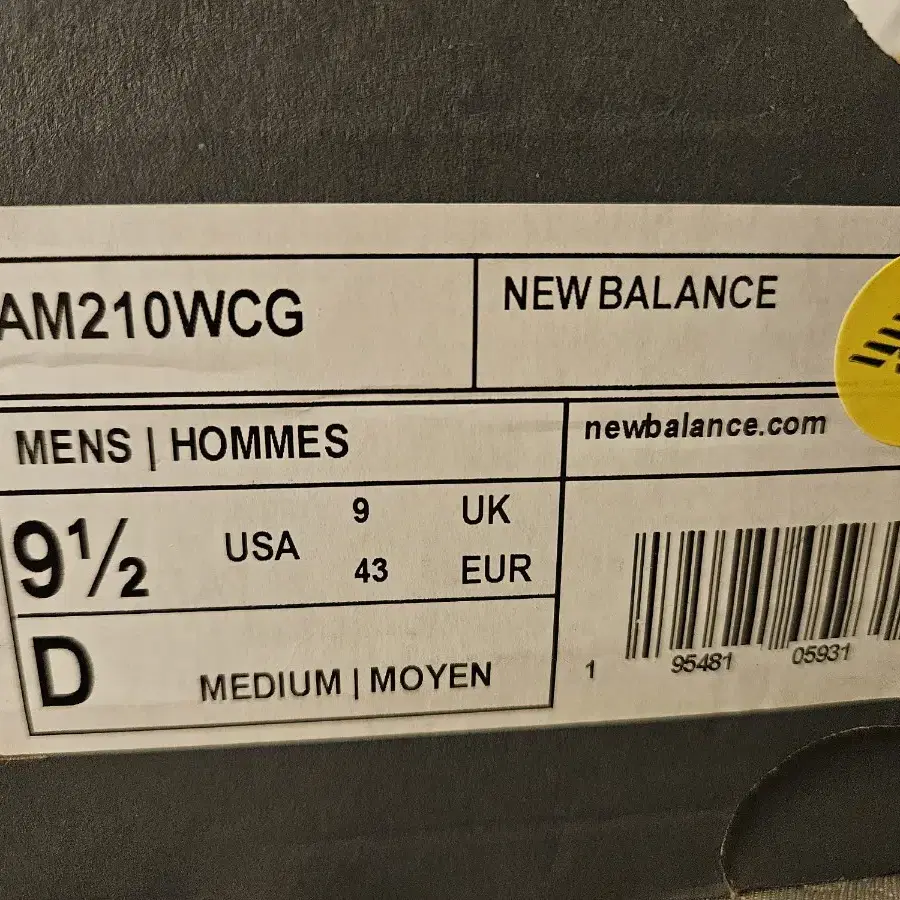 AM210WCG
NEW BALANCE
MENS | HOMMES
newbalance.com
9½ USA 9 UK
43 EUR
D MEDIUM | MOYEN
1 95481 05931